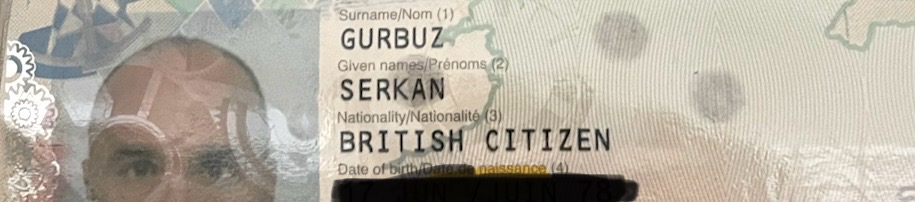 Surname/Nom (1)
GURBUZ
Given names/Prénoms (2)
SERKAN
Nationality/Nationalité (3)
BRITISH CITIZEN
Date of birth/Date de naissance (4)